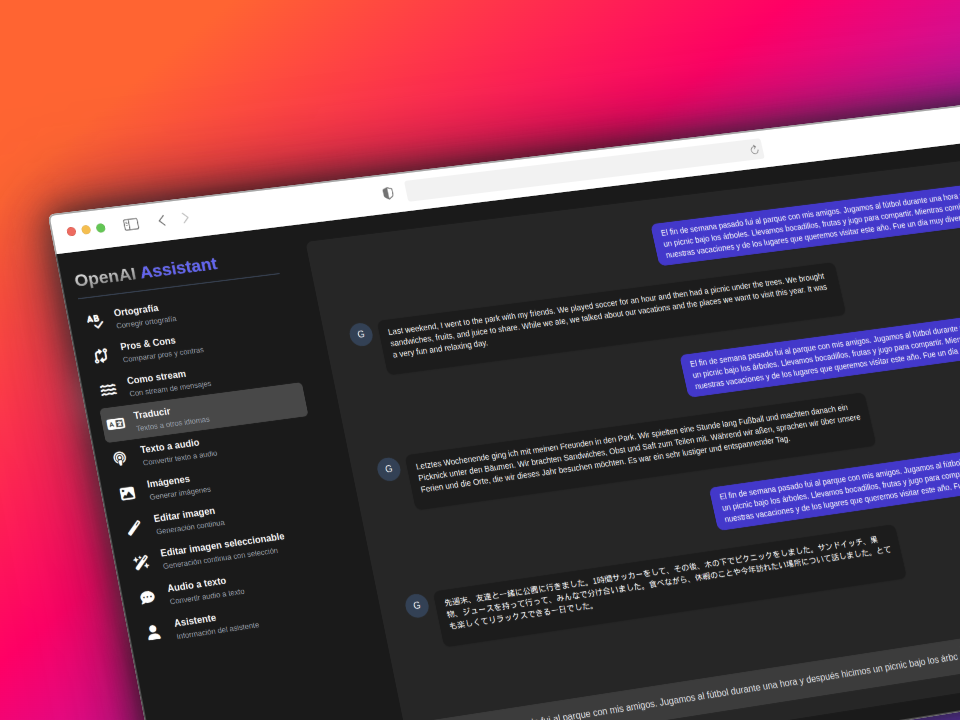 OpenAI Assistant
Ortografía
Corregir ortografía
Pros & Cons
Comparar pros y contras
Como stream
Con stream de mensajes
Traducir
Textos a otros idiomas
Texto a audio
Convertir texto a audio
Imágenes
Generar imágenes
Editar imagen
Generación continua
Editar imagen seleccionable
Generación continua con selección
Audio a texto
Convertir audio a texto
Asistente
Información del asistente
El fin de semana pasado fui al parque con mis amigos. Jugamos al fútbol durante una hora
un picnic bajo los árboles. Llevamos bocadillos, frutas y jugo para compartir. Mientras
nuestras vacaciones y de los lugares que queremos visitar este año. Fue un día muy
G
Last weekend, I went to the park with my friends. We played soccer for an hour and then had a picnic under the trees. We brought
sandwiches, fruits, and juice to share. While we ate, we talked about our vacations and the places we want to visit this year. It was
a very fun and relaxing day.
El fin de semana pasado fui al parque con mis amigos. Jugamos al fútbol durante
un picnic bajo los árboles. Llevamos bocadillos, frutas y jugo para compartir.
nuestras vacaciones y de los lugares que queremos visitar este año. Fue un día
G
Letztes Wochenende ging ich mit meinen Freunden in den Park. Wir spielten eine Stunde lang Fußball und machten danach ein
Picknick unter den Bäumen. Wir brachten Sandwiches, Obst und Saft zum Teilen mit. Während wir aßen, sprachen wir über unsere
Ferien und die Orte, die wir dieses Jahr besuchen möchten. Es war ein sehr lustiger und entspannender Tag.
El fin de semana pasado fui al parque con mis amigos. Jugamos al fútbol
un picnic bajo los árboles. Llevamos bocadillos, frutas y jugo para
nuestras vacaciones y de los lugares que queremos visitar este año.
G
先週末、友達と一緒に公園に行きました。1時間サッカーをして、その後、木の下でピクニックをしました。サンドイッチ、果
物、ジュースを持って行って、みんなで分け合いました。食べながら、休暇のことや今年訪れたい場所について話しました。とて
も楽しくてリラックスできる一日でした。
fui al parque con mis amigos. Jugamos al fútbol durante una hora y después hicimos un picnic bajo los